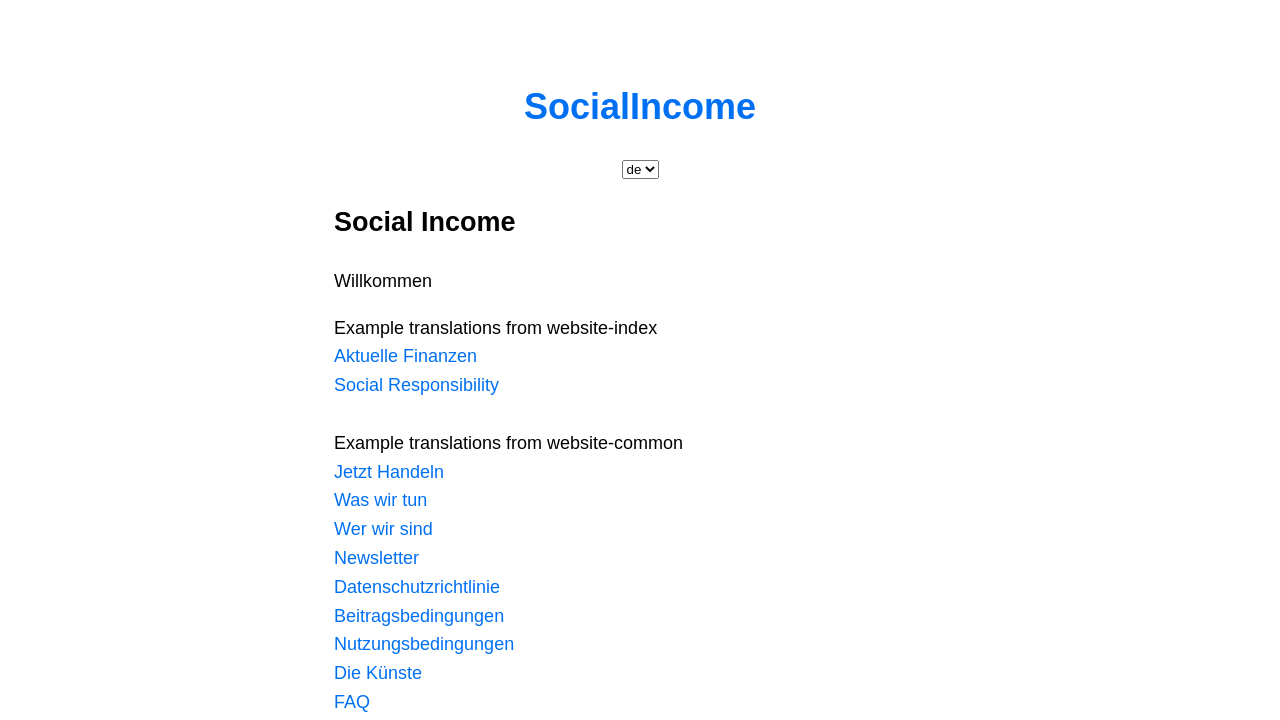 SocialIncome
de
Social Income
Willkommen
Example translations from website-index
Aktuelle Finanzen
Social Responsibility
Example translations from website-common
Jetzt Handeln
Was wir tun
Wer wir sind
Newsletter
Datenschutzrichtlinie
Beitragsbedingungen
Nutzungsbedingungen
Die Künste
FAQ